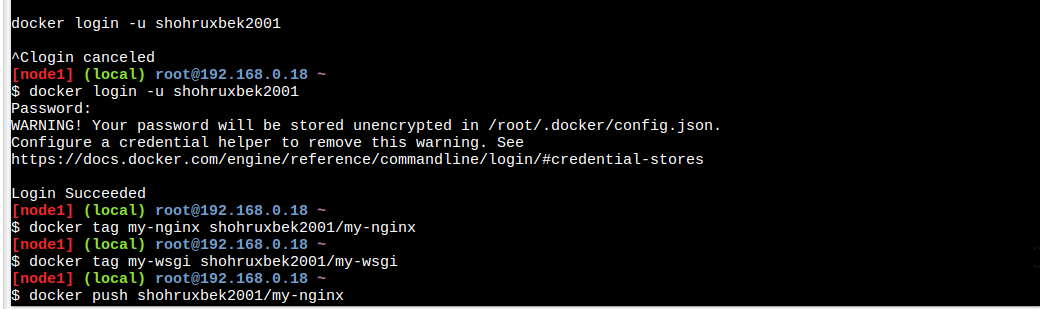 docker login -u shohruxbek2001
^Clogin canceled
[node1] (local) root@192.168.0.18 ~
$ docker login -u shohruxbek2001
Password:
WARNING! Your password will be stored unencrypted in /root/.docker/config.json.
Configure a credential helper to remove this warning. See
https://docs.docker.com/engine/reference/commandline/login/#credential-stores
Login Succeeded
[node1] (local) root@192.168.0.18 ~
$ docker tag my-nginx shohruxbek2001/my-nginx
[node1] (local) root@192.168.0.18 ~
$ docker tag my-wsgi shohruxbek2001/my-wsgi
[node1] (local) root@192.168.0.18 ~
$ docker push shohruxbek2001/my-nginx